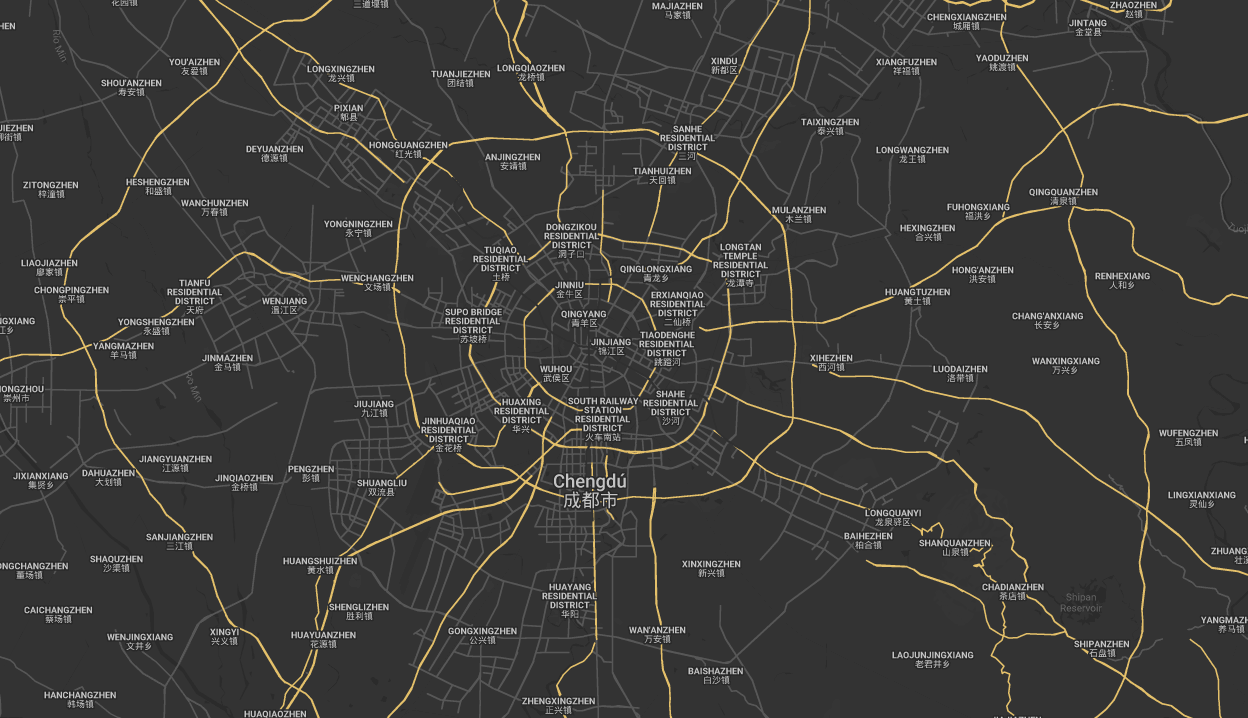 花园镇
三道堰镇
MAJIAZHEN
马家镇
CHENGXIANGZHEN
城厢镇
ZHAOZHEN
赵镇
JINTANG
金堂县
Rio Min
YOU'AIZHEN
友爱镇
LONGXINGZHEN
龙兴镇
TUANJIEZHEN
团结镇
LONGQIAOZHEN
龙桥镇
XINDU
新都区
XIANGFUZHEN
祥福镇
YAODUZHEN
姚渡镇
SHOU'ANZHEN
寿安镇
PIXIAN
郫县
TAIXINGZHEN
泰兴镇
SANHE
RESIDENTIAL
DISTRICT
三河
DEYUANZHEN
德源镇
HONGGUANGZHEN
红光镇
ANJINGZHEN
安靖镇
LONGWANGZHEN
龙王镇
TIANHUIZHEN
天回镇
ZITONGZHEN
梓潼镇
HESHENGZHEN
和盛镇
WANCHUNZHEN
万春镇
QINGQUANZHEN
清泉镇
FUHONGXIANG
福洪乡
MULANZHEN
木兰镇
YONGNINGZHEN
永宁镇
DONGZIKOU
RESIDENTIAL
DISTRICT
洞子口
HEXINGZHEN
合兴镇
TUQIAO
RESIDENTIAL
DISTRICT
土桥
LONGTAN
TEMPLE
RESIDENTIAL
DISTRICT
龙潭寺
LIAOJIAZHEN
廖家镇
WENCHANGZHEN
文场镇
QINGLONGXIANG
青龙乡
HONG'ANZHEN
洪安镇
RENHEXIANG
人和乡
CHONGPINGZHEN
崇平镇
TIANFU
RESIDENTIAL
DISTRICT
天府
JINNIU
金牛区
ERXIANQIAO
RESIDENTIAL
DISTRICT
二仙桥
HUANGTUZHEN
黄土镇
WENJIANG
温江区
SUPO BRIDGE
RESIDENTIAL
DISTRICT
苏坡桥
QINGYANG
青羊区
CHANG'ANXIANG
长安乡
YONGSHENGZHEN
永盛镇
JINJIANG
锦江区
TIAODENGHE
RESIDENTIAL
DISTRICT
跳蹬河
YANGMAZHEN
羊马镇
JINMAZHEN
金马镇
XIHEZHEN
西河镇
WANXINGXIANG
万兴乡
WUHOU
武侯区
LUODAIZHEN
洛带镇
Rio Min
崇州市
JIUJIANG
九江镇
HUAXING
RESIDENTIAL
DISTRICT
华兴
SOUTH RAILWAY
STATION
RESIDENTIAL
DISTRICT
火车南站
SHAHE
RESIDENTIAL
DISTRICT
沙河
JINHUAQIAO
RESIDENTIAL
DISTRICT
金花桥
WUFENGZHEN
五凤镇
JIANGYUANZHEN
江源镇
JIXIANXIANG
集贤乡
DAHUAZHEN
大划镇
JINQIAOZHEN
金桥镇
PENGZHEN
彭镇
SHUANGLIU
双流县
Chengdú
成都市
LINGXIANXIANG
灵仙乡
LONGQUANYI
龙泉驿区
SANJIANGZHEN
三江镇
BAIHEZHEN
柏合镇
SHANQUANZHEN
山泉镇
SHAQUZHEN
沙渠镇
HUANGSHUIZHEN
黄水镇
XINXINGZHEN
新兴镇
董场镇
CHADIANZHEN
茶店镇
HUAYANG
RESIDENTIAL
DISTRICT
华阳
Shipan
Reservoir
CAICHANGZHEN
蔡场镇
SHENGLIZHEN
胜利镇
WENJINGXIANG
文井乡
XINGYI
兴义镇
HUAYUANZHEN
花源镇
GONGXINGZHEN
公兴镇
WAN'ANZHEN
万安镇
养马镇
SHIPANZHEN
石盘镇
LAOJUNJINGXIANG
老君井乡
BAISHAZHEN
白沙镇
HANCHANGZHEN
韩场镇
ZHENGXINGZHEN
正兴镇
HUAQIAOZHEN